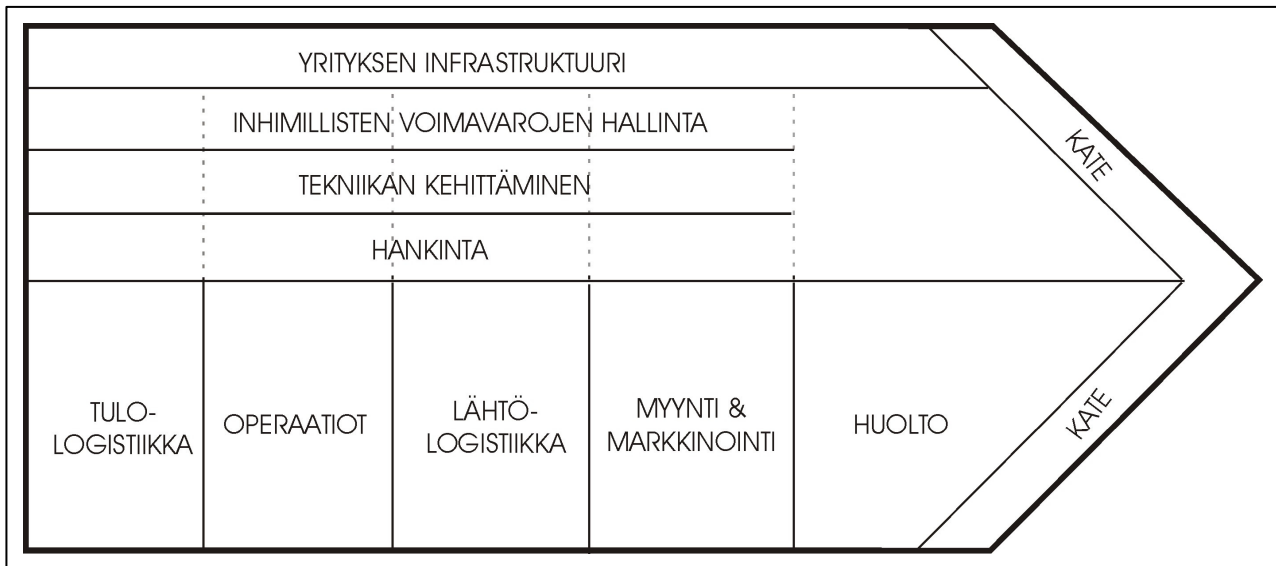 YRITYKSEN INFRASTRUKTUURI
INHIMILLISTEN VOIMAVAROJEN HALLINTA
TEKNIIKAN KEHITTÄMINEN
HANKINTA
KATE
TULO-
LOGISTIIKKA
OPERAATIOT
LÄHTÖ-
LOGISTIIKKA
MYYNTI &
MARKKINOINTI
HUOLTO
KATE